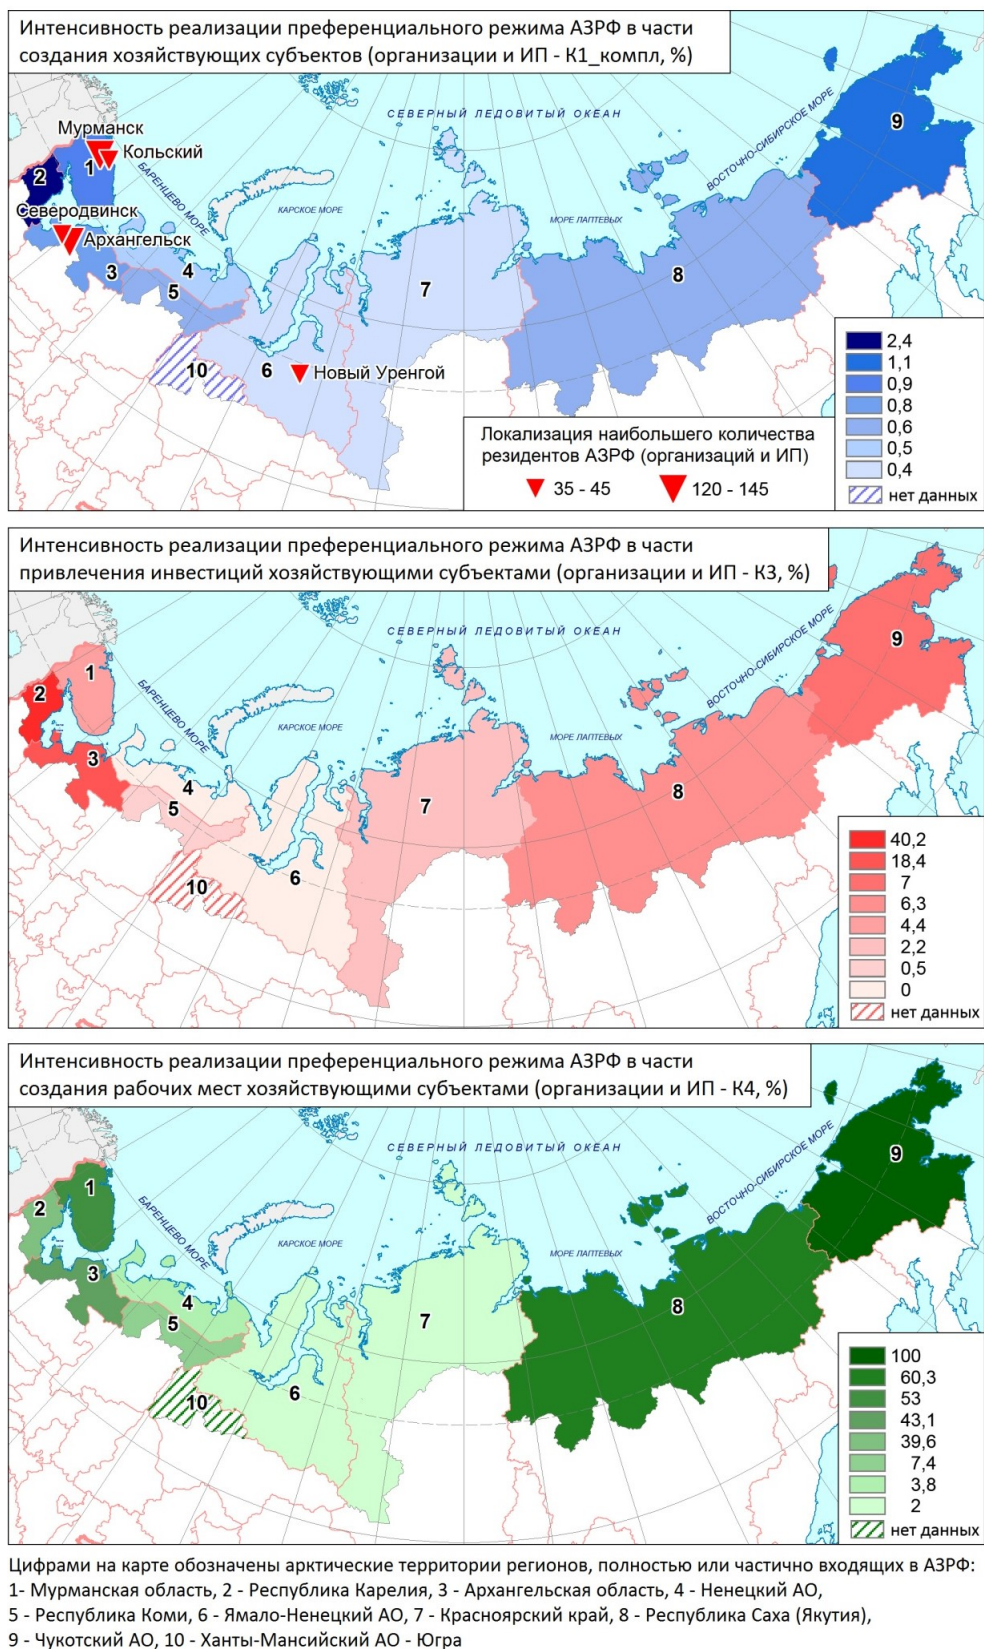 Интенсивность реализации преференциального режима АЗРФ в части
создания хозяйствующих субъектов (организации и ИП - К1_компл, %)
СЕВЕРНЫЙ ЛЕДОВИТЫЙ ОКЕАН
ВОСТОЧНО-СИБИРСКОЕ МОРЕ
9
Мурманск
1
Кольский
2
БАРЕНЦЕВО МОРЕ
КАРСКОЕ МОРЕ
МОРЕ ЛАПТЕВЫХ
Северодвинск
Архангельск
3
4
5
7
8
10
6
Новый Уренгой
Локализация наибольшего количества
резидентов АЗРФ (организаций и ИП)
35 - 45
120 - 145
2,4
1,1
0,9
0,8
0,6
0,5
0,4
нет данных
Интенсивность реализации преференциального режима АЗРФ в части
привлечения инвестиций хозяйствующими субъектами (организации и ИП - К3, %)
СЕВЕРНЫЙ ЛЕДОВИТЫЙ ОКЕАН
ВОСТОЧНО-СИБИРСКОЕ МОРЕ
9
1
2
БАРЕНЦЕВО МОРЕ
КАРСКОЕ МОРЕ
МОРЕ ЛАПТЕВЫХ
3
4
5
7
8
10
6
40,2
18,4
7
6,3
4,4
2,2
0,5
0
нет данных
Интенсивность реализации преференциального режима АЗРФ в части
создания рабочих мест хозяйствующими субъектами (организации и ИП - К4, %)
СЕВЕРНЫЙ ЛЕДОВИТЫЙ ОКЕАН
ВОСТОЧНО-СИБИРСКОЕ МОРЕ
9
1
2
БАРЕНЦЕВО МОРЕ
КАРСКОЕ МОРЕ
МОРЕ ЛАПТЕВЫХ
3
4
5
7
8
10
6
100
60,3
53
43,1
39,6
7,4
3,8
2
нет данных
Цифрами на карте обозначены арктические территории регионов, полностью или частично входящих в АЗРФ:
1- Мурманская область, 2 - Республика Карелия, 3 - Архангельская область, 4 - Ненецкий АО,
5 - Республика Коми, 6 - Ямало-Ненецкий АО, 7 - Красноярский край, 8 - Республика Саха (Якутия),
9 - Чукотский АО, 10 - Ханты-Мансийский АО - Югра